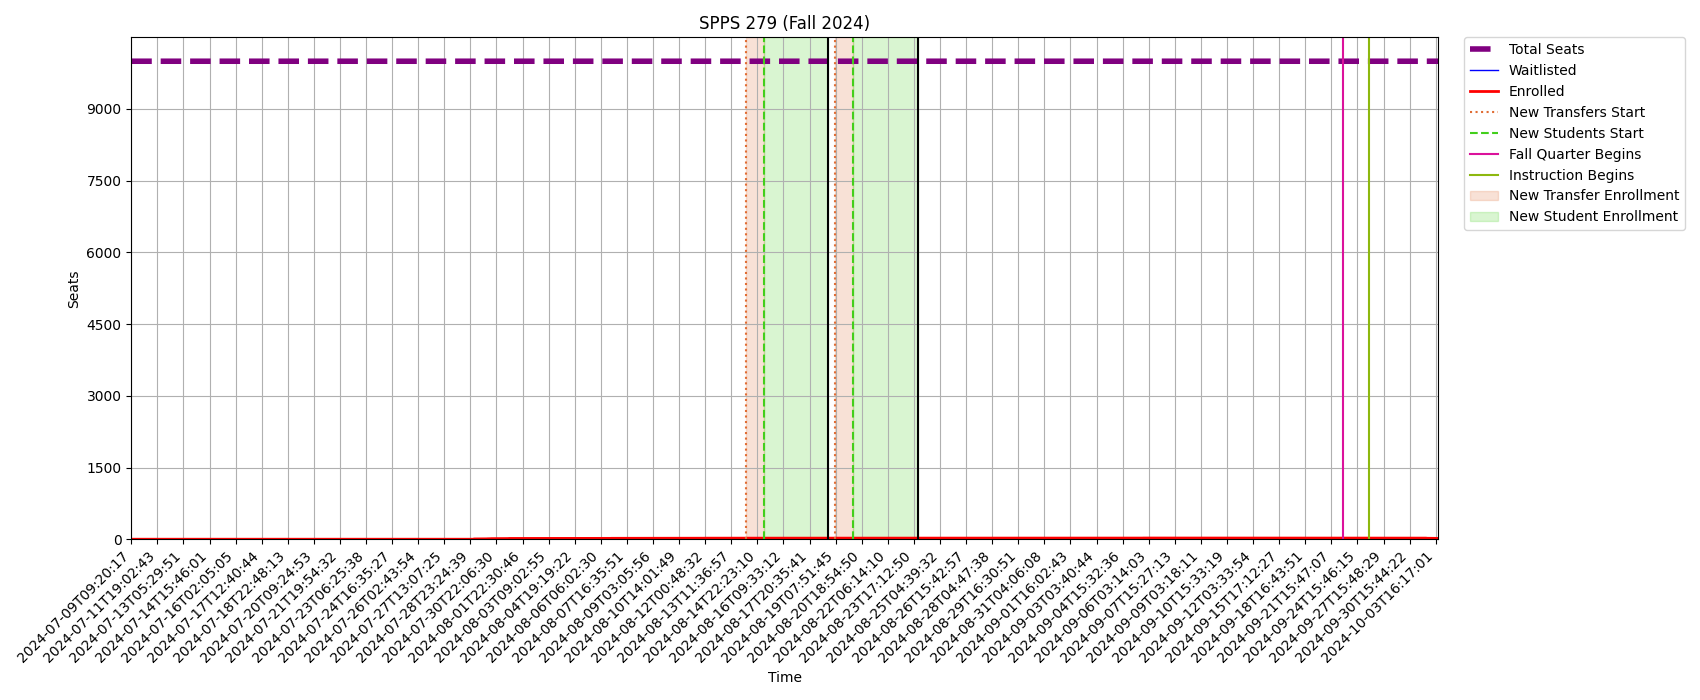 SPPS 279 (Fall 2024)
Total Seats
Waitlisted
Enrolled
New Transfers Start
New Students Start
Fall Quarter Begins
Instruction Begins
New Transfer Enrollment
New Student Enrollment
Seats
9000
7500
6000
4500
3000
1500
0
2024-07-09T09:20:17
2024-07-11T19:02:43
2024-07-13T05:29:51
2024-07-14T15:46:01
2024-07-16T02:05:05
2024-07-17T12:40:44
2024-07-18T22:48:13
2024-07-20T09:24:53
2024-07-21T19:54:32
2024-07-23T06:25:38
2024-07-24T16:35:27
2024-07-26T02:43:54
2024-07-27T13:07:25
2024-07-28T23:24:39
2024-07-30T22:06:30
2024-08-01T22:30:46
2024-08-03T09:02:55
2024-08-04T19:19:22
2024-08-06T06:02:30
2024-08-07T16:35:51
2024-08-09T03:05:56
2024-08-10T14:01:49
2024-08-12T00:48:32
2024-08-13T11:36:57
2024-08-14T22:23:10
2024-08-16T09:33:12
2024-08-17T20:35:41
2024-08-19T07:51:45
2024-08-20T18:54:50
2024-08-22T06:14:10
2024-08-23T17:12:50
2024-08-25T04:39:32
2024-08-26T15:42:57
2024-08-28T04:47:38
2024-08-29T16:30:51
2024-08-31T04:06:08
2024-09-01T16:02:43
2024-09-03T03:40:44
2024-09-04T15:32:36
2024-09-06T03:14:03
2024-09-07T15:27:13
2024-09-09T03:18:11
2024-09-10T15:33:19
2024-09-12T03:33:54
2024-09-15T17:12:27
2024-09-18T16:43:51
2024-09-21T15:47:07
2024-09-24T15:46:15
2024-09-27T15:48:29
2024-09-30T15:44:22
2024-10-03T16:17:01
Time